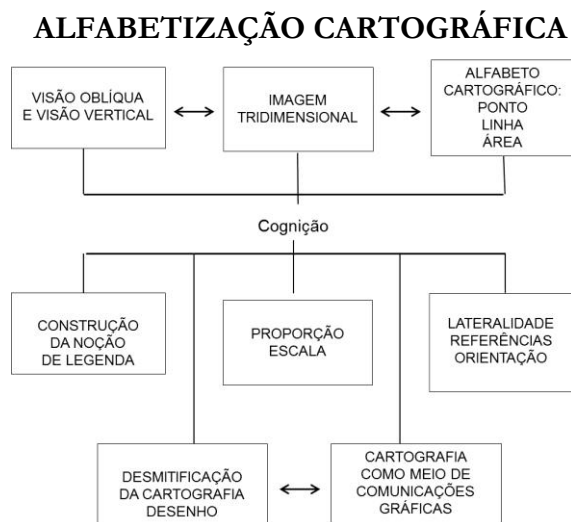 ALFABETIZAÇÃO CARTOGRÁFICA
VISÃO OBLÍQUA
E VISÃO VERTICAL
IMAGEM
TRIDIMENSIONAL
ALFABETO
CARTOGRÁFICO:
PONTO
LINHA
ÁREA
Cognição
CONSTRUÇÃO
DA NOÇÃO
DE LEGENDA
PROPORÇÃO
ESCALA
LATERALIDADE
REFERÊNCIAS
ORIENTAÇÃO
DESMITIFICAÇÃO
DA CARTOGRAFIA
DESENHO
CARTOGRAFIA
COMO MEIO DE
COMUNICAÇÕES
GRÁFICAS